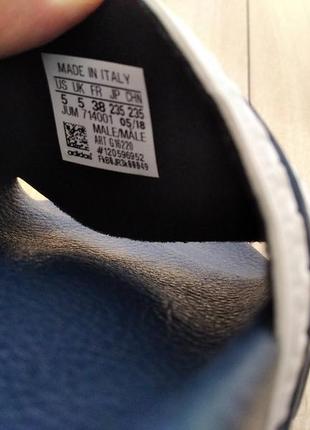 MADE IN ITALY
US UK FR JP CHN
5 5 38 235 235
JUM 714001 05/18
MALE/MALE
ART G16220
#120596952
adidas